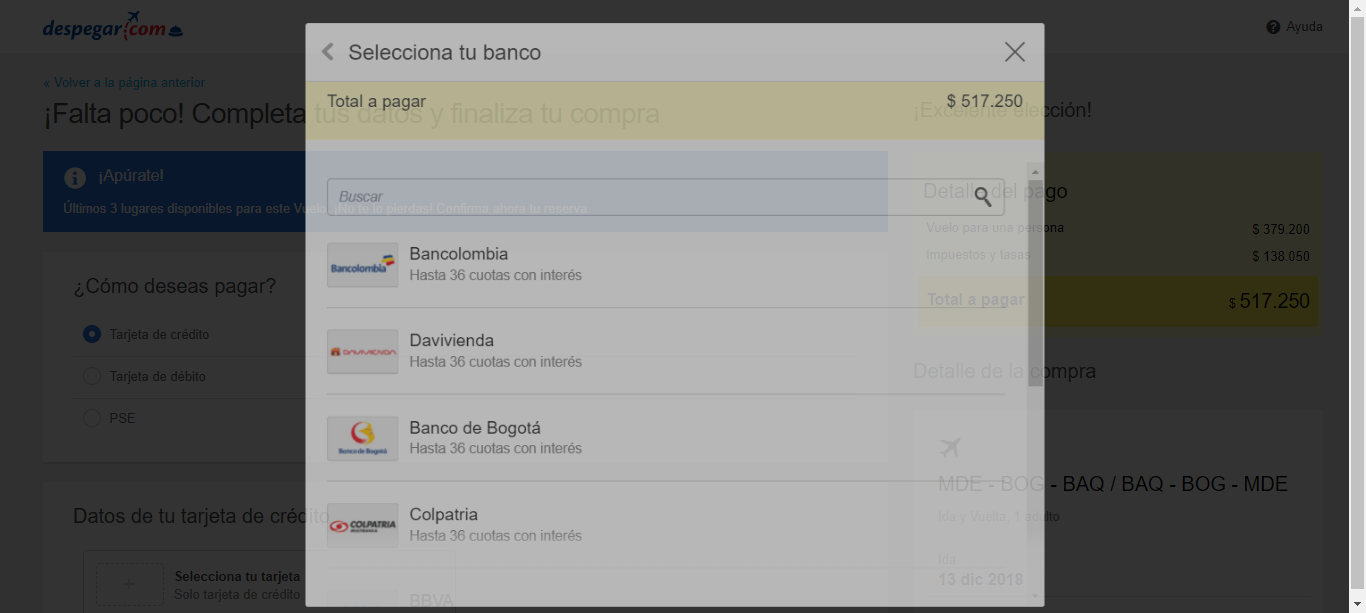 despegar.com
Ayuda
« Volver a la página anterior
¡Falta poco! Completa tus datos y finaliza tu compra
¡Apúrate!
Últimos 3 lugares disponibles para este Vuelo. ¡No te lo pierdas! Confirma ahora tu reserva
¿Cómo deseas pagar?
Tarjeta de crédito
Tarjeta de débito
PSE
Datos de tu tarjeta de crédito
Selecciona tu tarjeta
Solo tarjeta de crédito
Selecciona tu banco
Total a pagar $ 517.250
Buscar
Bancolombia
Bancolombia
Hasta 36 cuotas con interés
DAVIVIENDA
Davivienda
Hasta 36 cuotas con interés
Banco de Bogotá
Banco de Bogotá
Hasta 36 cuotas con interés
COLPATRIA
Colpatria
Hasta 36 cuotas con interés
BBVA
¡Excelente elección!
Detalle del pago
Vuelo para una persona $ 379.200
Impuestos y tasas $ 138.050
Total a pagar $ 517.250
Detalle de la compra
MDE - BOG - BAQ / BAQ - BOG - MDE
Ida y Vuelta, 1 adulto
Ida
13 dic 2018